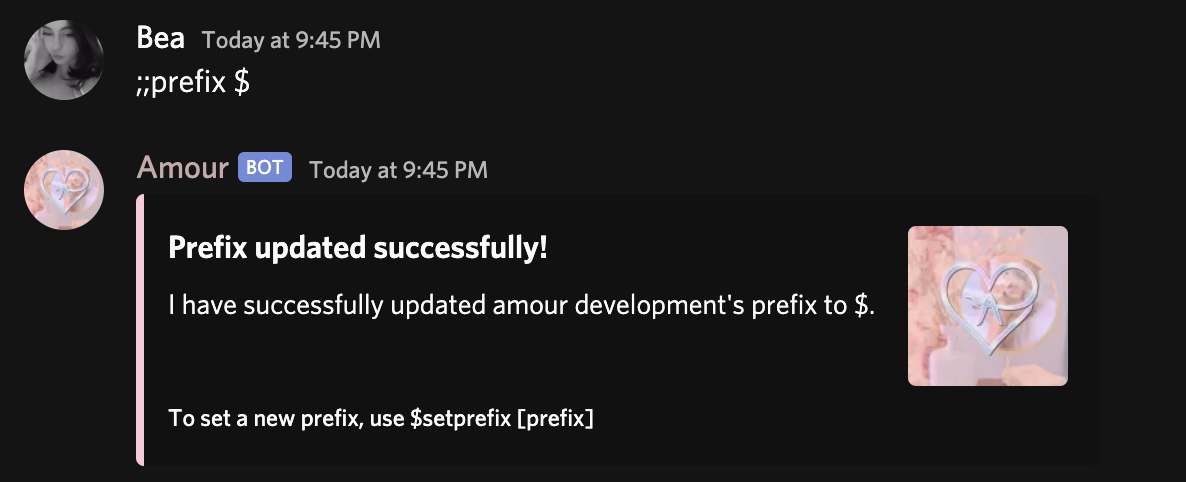 Bea Today at 9:45 PM
;;prefix $
Amour BOT Today at 9:45 PM
Prefix updated successfully!
I have successfully updated amour development's prefix to $.
To set a new prefix, use $setprefix [prefix]